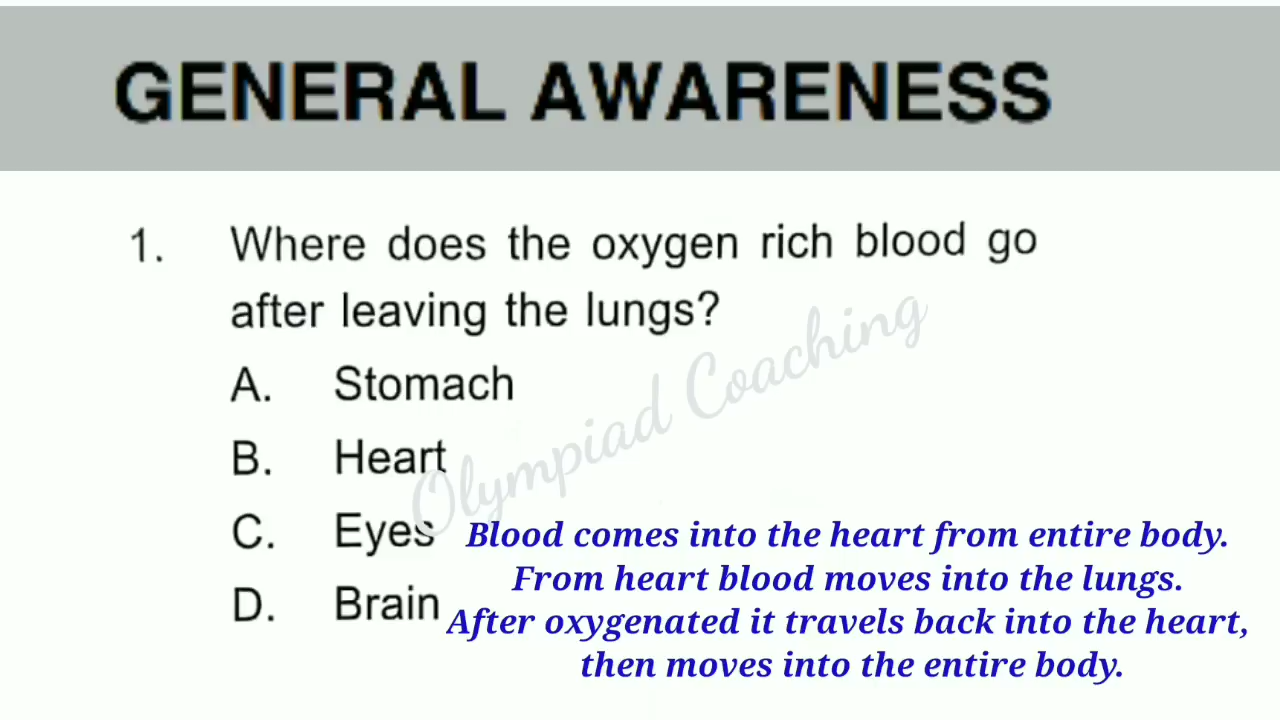 GENERAL AWARENESS
1. Where does the oxygen rich blood go
after leaving the lungs?
A. Stomach
B. Heart
C. Eyes
D. Brain
Olympiad Coaching
Blood comes into the heart from entire body.
From heart blood moves into the lungs.
After oxygenated it travels back into the heart,
then moves into the entire body.